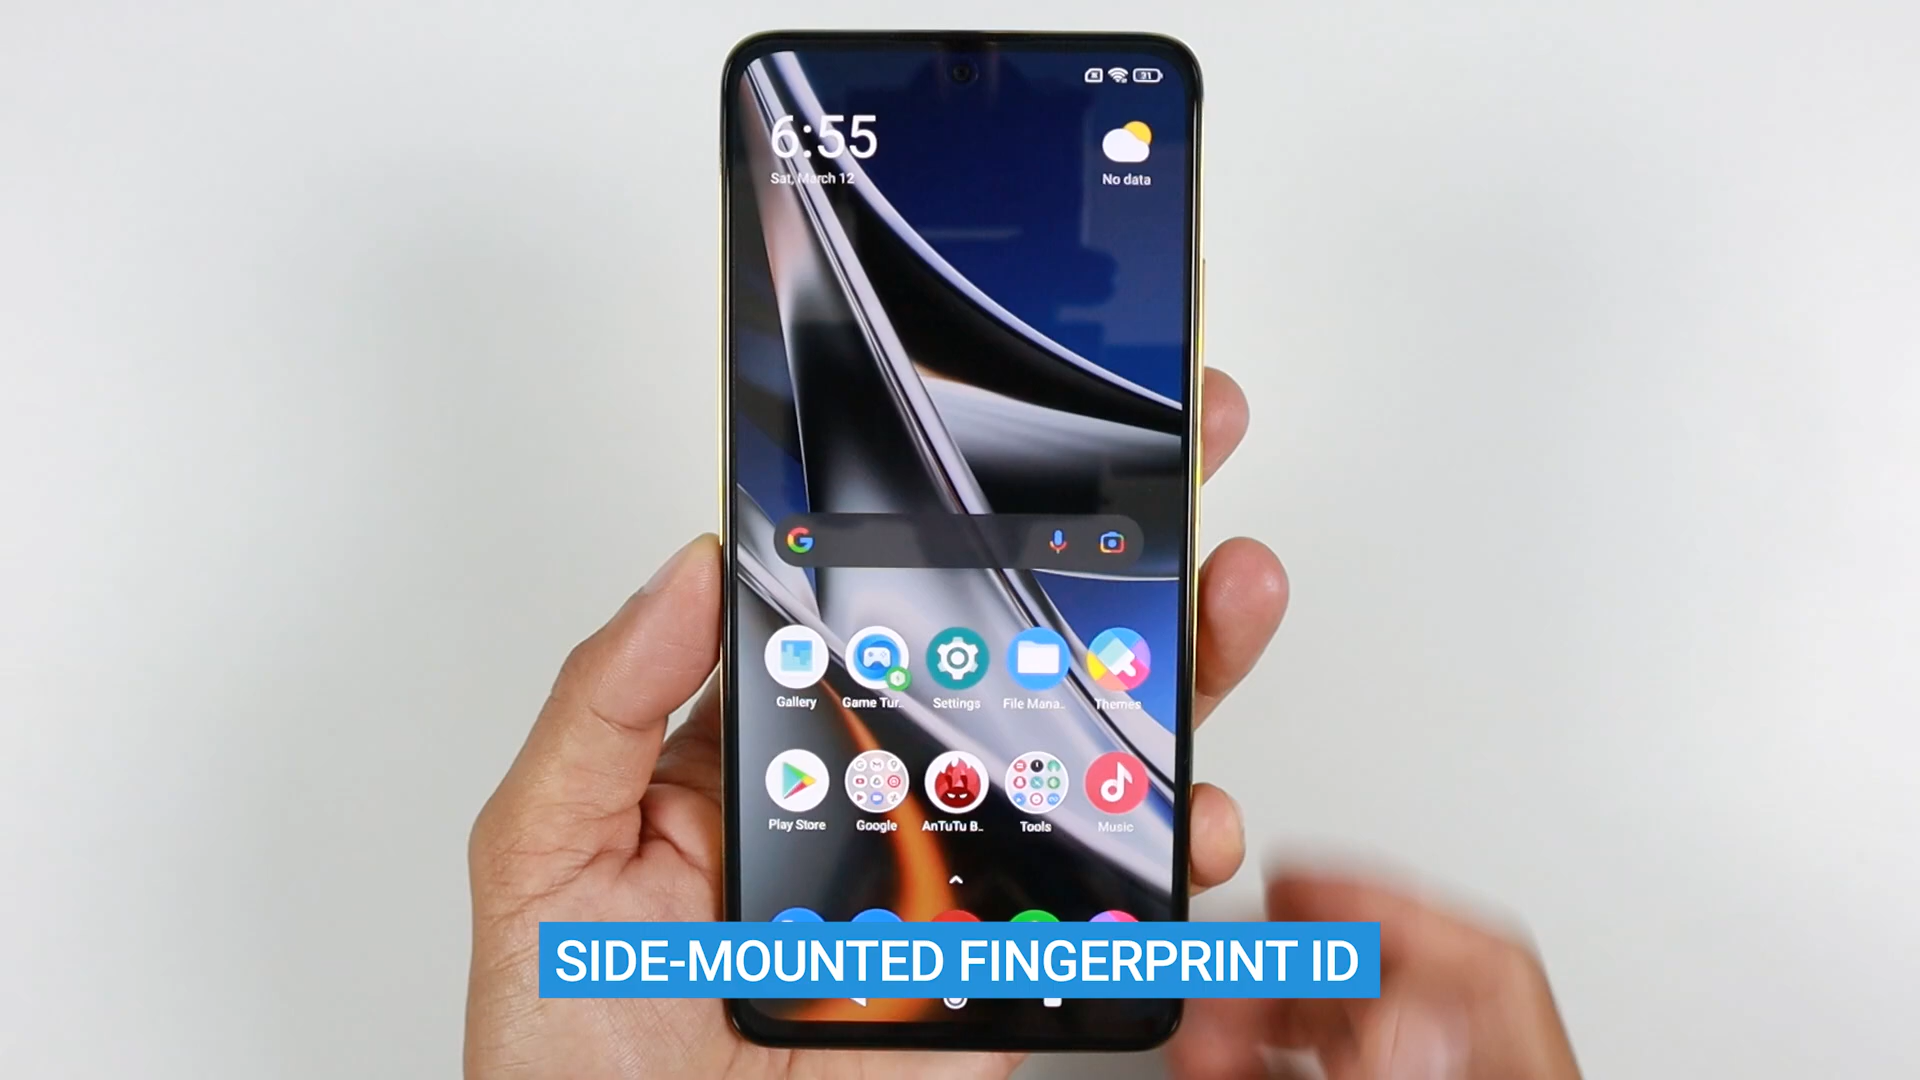 31
6:55
Sat, March 12
No data
Gallery
Game Tur..
Settings
File Mana..
Themes
Play Store
Google
AnTuTu B..
Tools
Music
SIDE-MOUNTED FINGERPRINT ID